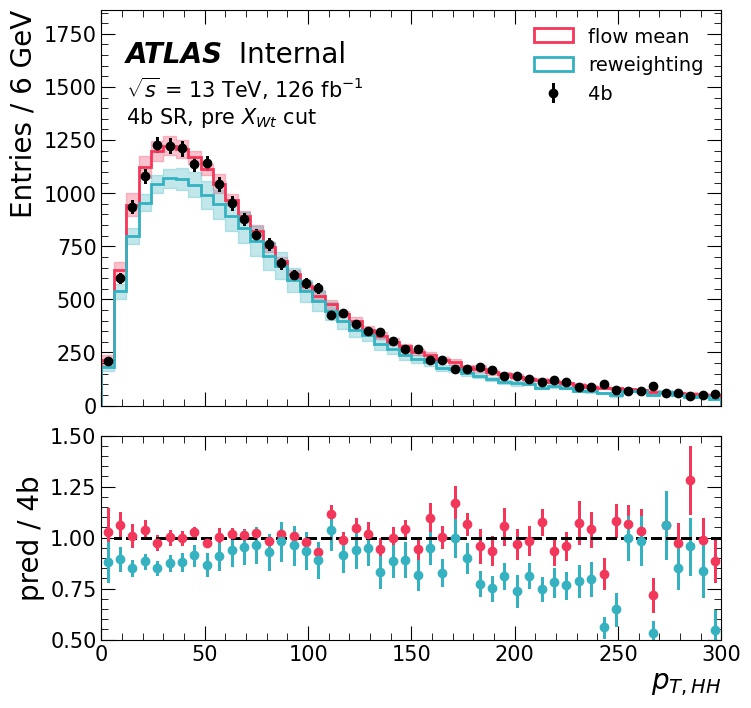 Entries / 6 GeV
1750
1500
1250
1000
750
500
250
0
ATLAS Internal
√s = 13 TeV, 126 fb⁻¹
4b SR, pre X_Wt cut
flow mean
reweighting
4b
pred / 4b
1.50
1.25
1.00
0.75
0.50
0 50 100 150 200 250 300
p_T, HH